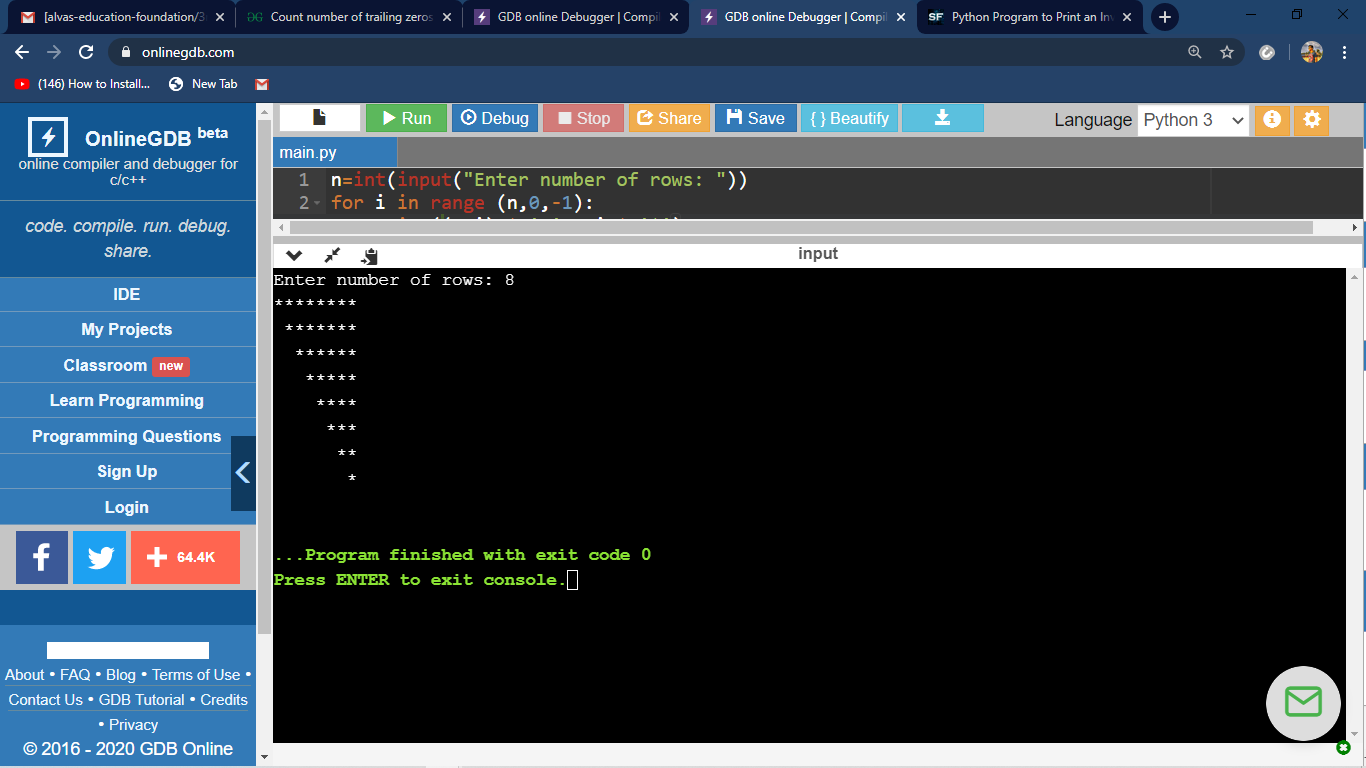 [alvas-education-foundation/3
Count number of trailing zeros
GDB online Debugger | Compil
GDB online Debugger | Compil
Python Program to Print an Inv
onlinegdb.com
(146) How to Install...
New Tab
OnlineGDB beta
online compiler and debugger for
c/c++
code. compile. run. debug.
share.
IDE
My Projects
Classroom new
Learn Programming
Programming Questions
Sign Up
Login
64.4K
About • FAQ • Blog • Terms of Use •
Contact Us • GDB Tutorial • Credits
• Privacy
© 2016 - 2020 GDB Online
Run
Debug
Stop
Share
Save
{ } Beautify
Language Python 3
main.py
1 n=int(input("Enter number of rows: "))
2 for i in range (n,0,-1):
input
Enter number of rows: 8
********
 *******
  ******
   *****
    ****
     ***
      **
       *
...Program finished with exit code 0
Press ENTER to exit console.